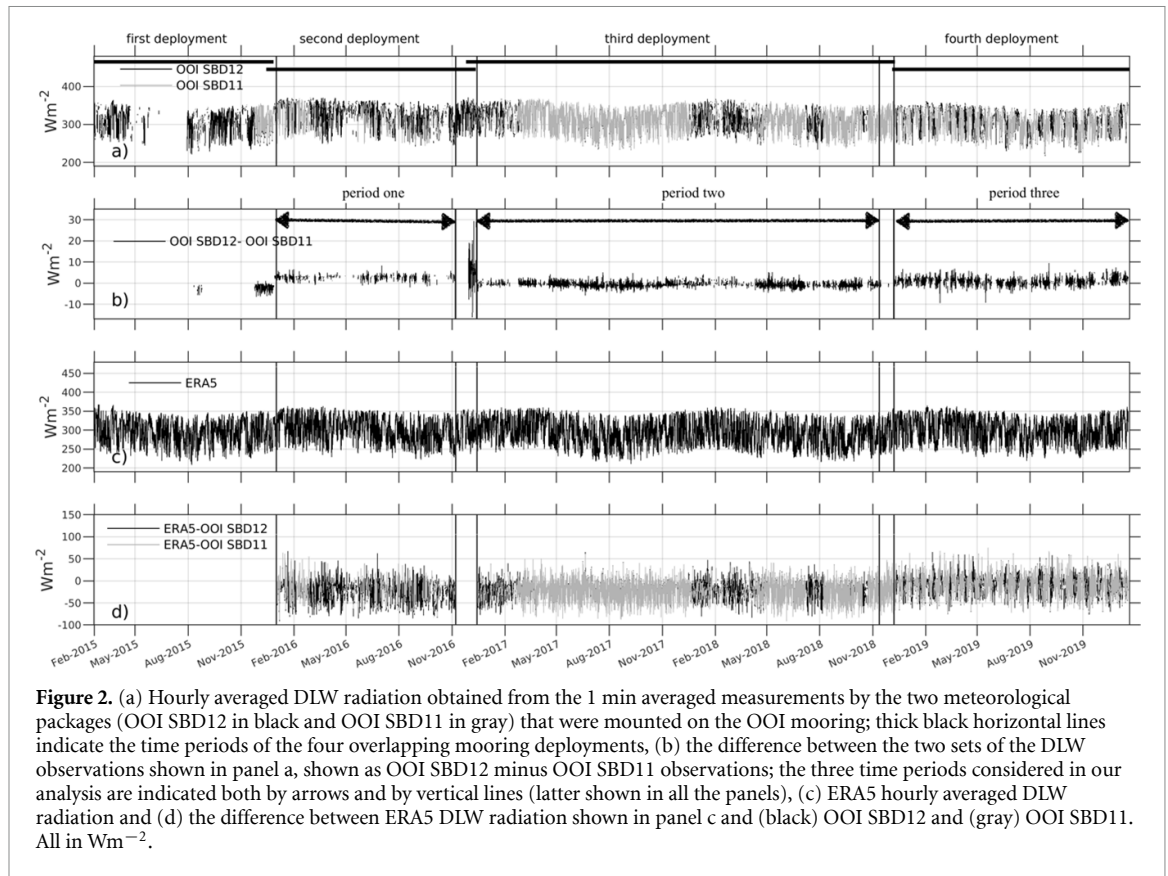 first deployment second deployment third deployment fourth deployment
OOI SBD12
OOI SBD11
400
300
200
Wm-2
a)
period one period two period three
30
20
10
0
-10
Wm-2
OOI SBD12- OOI SBD11
b)
450
400
350
300
250
200
Wm-2
ERA5
c)
150
100
50
0
-50
-100
Wm-2
ERA5-OOI SBD12
ERA5-OOI SBD11
d)
Feb-2015 May-2015 Aug-2015 Nov-2015 Feb-2016 May-2016 Aug-2016 Nov-2016 Feb-2017 May-2017 Aug-2017 Nov-2017 Feb-2018 May-2018 Aug-2018 Nov-2018 Feb-2019 May-2019 Aug-2019 Nov-2019
Figure 2. (a) Hourly averaged DLW radiation obtained from the 1 min averaged measurements by the two meteorological
packages (OOI SBD12 in black and OOI SBD11 in gray) that were mounted on the OOI mooring; thick black horizontal lines
indicate the time periods of the four overlapping mooring deployments, (b) the difference between the two sets of the DLW
observations shown in panel a, shown as OOI SBD12 minus OOI SBD11 observations; the three time periods considered in our
analysis are indicated both by arrows and by vertical lines (latter shown in all the panels), (c) ERA5 hourly averaged DLW
radiation and (d) the difference between ERA5 DLW radiation shown in panel c and (black) OOI SBD12 and (gray) OOI SBD11.
All in Wm−2.